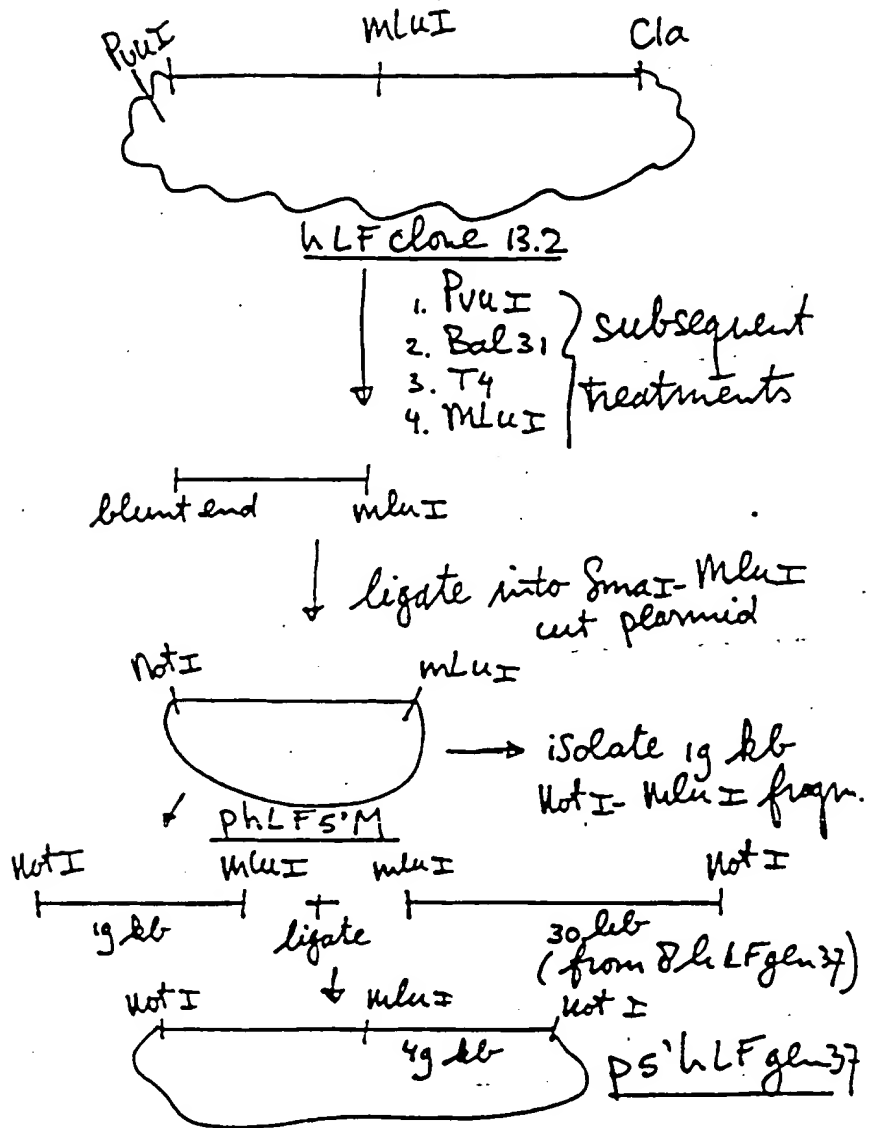 PvuI
mLuI
Cla
hLF clone 13.2
1. PvuI
2. Bal31
3. T4
4. MLuI
subsequent
treatments
blunt end mluI
ligate into SmaI-MluI
cut plasmid
NotI mLuI
→ isolate 19 kb
NotI-MluI fragm.
phLF5'M
NotI MluI mluI NotI
19 kb ligate 30 kb
(from 8hLFgen37)
NotI mluI NotI
49 kb
p5'hLFgen37